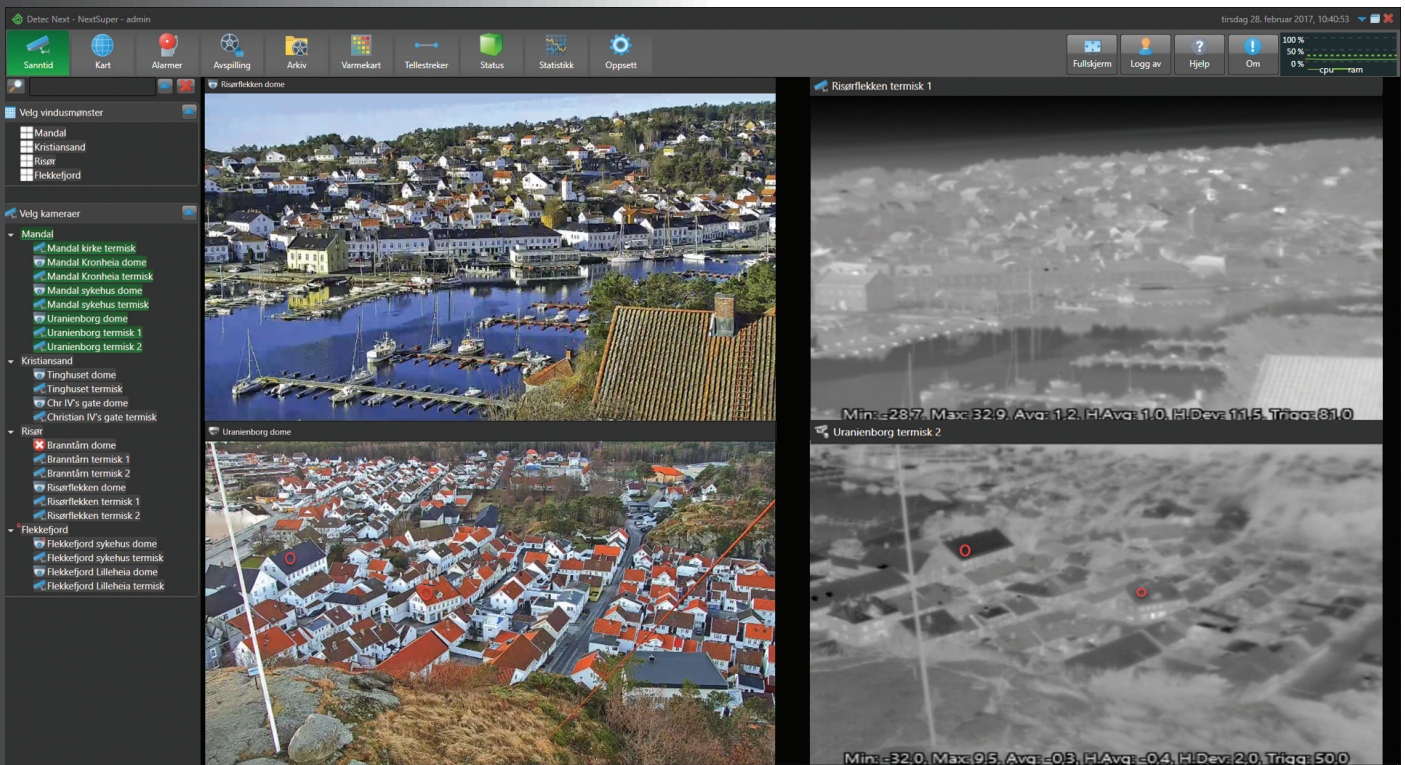 Detec Next - NextSuper - admin
tirsdag 28. februar 2017, 10:40:53
Sanntid
Kart
Alarmer
Avspilling
Arkiv
Varmekart
Tellestreker
Status
Statistikk
Oppsett
Fullskjerm
Logg av
Hjelp
Om
100 %
50 %
0 %
cpu
ram
Velg vindusmønster
Mandal
Kristiansand
Risør
Flekkefjord
Velg kameraer
Mandal
Mandal kirke termisk
Mandal Kronheia dome
Mandal Kronheia termisk
Mandal sykehus dome
Mandal sykehus termisk
Uranienborg dome
Uranienborg termisk 1
Uranienborg termisk 2
Kristiansand
Tinghuset dome
Tinghuset termisk
Chr IV's gate dome
Christian IV's gate termisk
Risør
Branntårn dome
Branntårn termisk 1
Branntårn termisk 2
Risørflekken dome
Risørflekken termisk 1
Risørflekken termisk 2
Flekkefjord
Flekkefjord sykehus dome
Flekkefjord sykehus termisk
Flekkefjord Lilleheia dome
Flekkefjord Lilleheia termisk
Risørflekken dome
Risørflekken termisk 1
Min: -28.7, Max: 32.9, Avg: 1.2, H.Avg: 1.0, H.Dev: 11.5, Trigg: 81.0
Uranienborg dome
Uranienborg termisk 2
Min: -32.0, Max: 9.5, Avg: -0.3, H.Avg: -0.4, H.Dev: 2.0, Trigg: 50.0